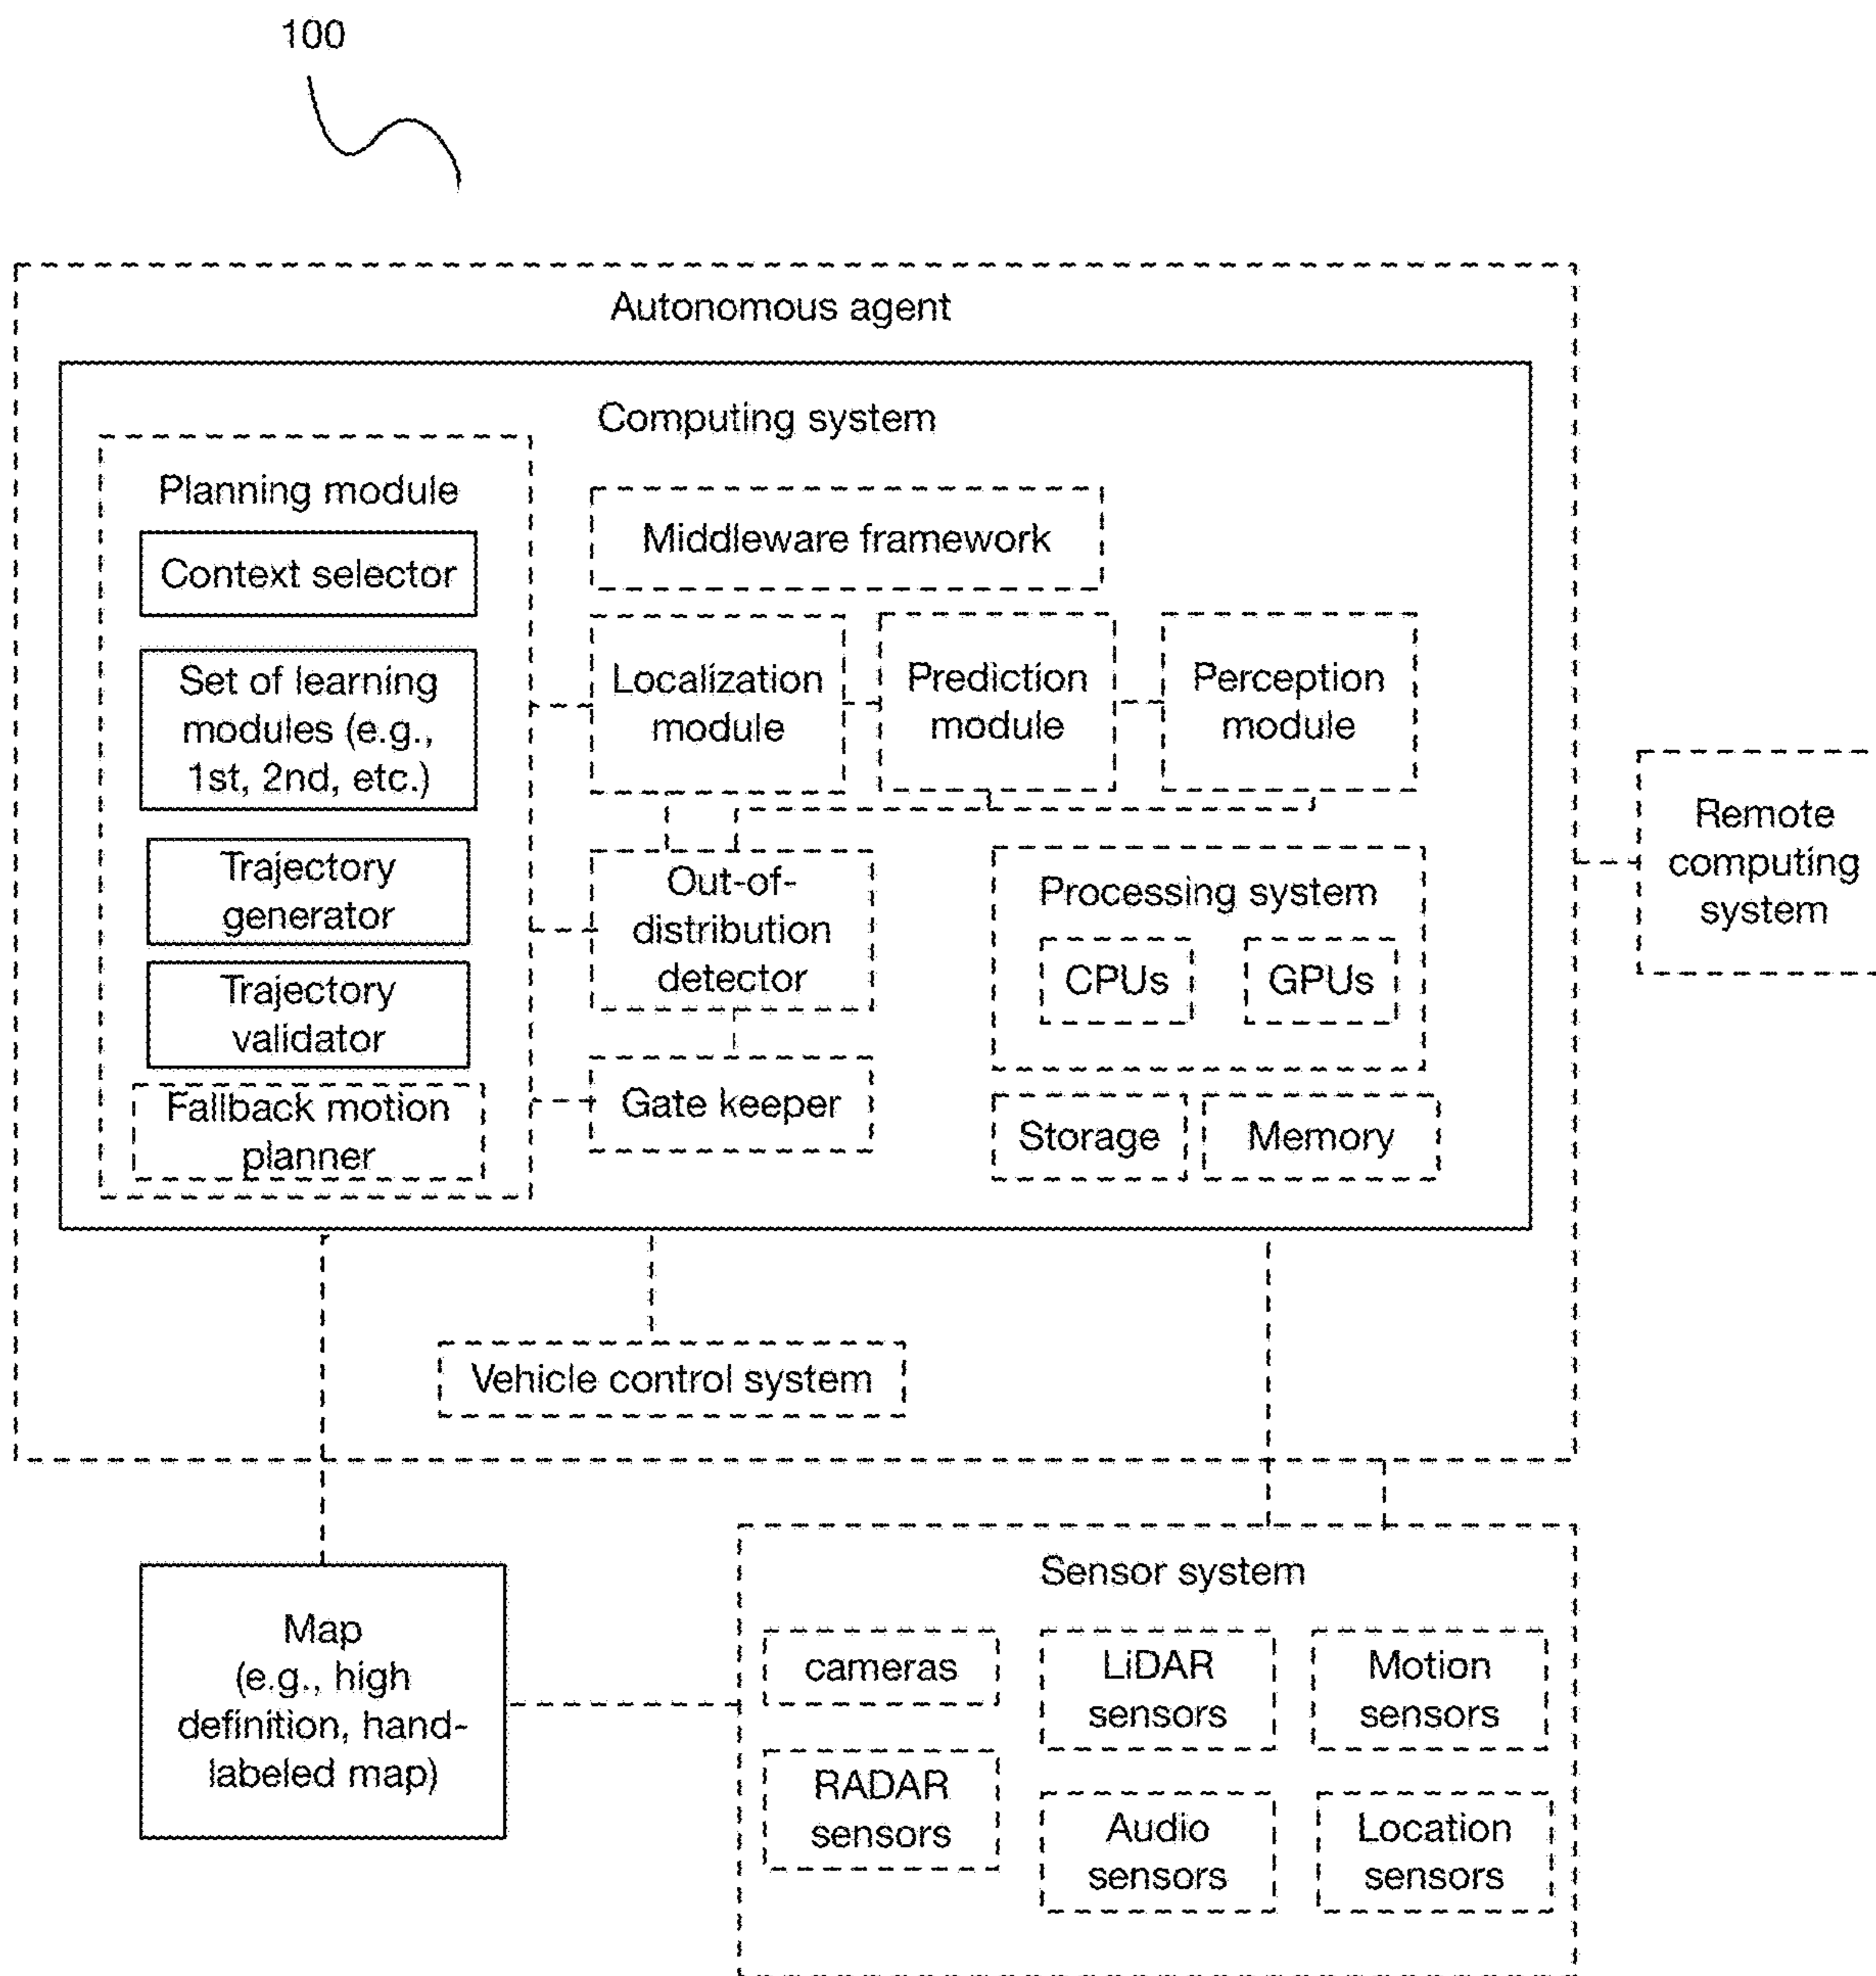 100
Autonomous agent
Computing system
Planning module
Context selector
Set of learning
modules (e.g.,
1st, 2nd, etc.)
Trajectory
generator
Trajectory
validator
Fallback motion
planner
Middleware framework
Localization
module
Prediction
module
Perception
module
Out-of-
distribution
detector
Gate keeper
Processing system
CPUs
GPUs
Storage
Memory
Remote
computing
system
Vehicle control system
Map
(e.g., high
definition, hand-
labeled map)
Sensor system
cameras
LiDAR
sensors
Motion
sensors
RADAR
sensors
Audio
sensors
Location
sensors